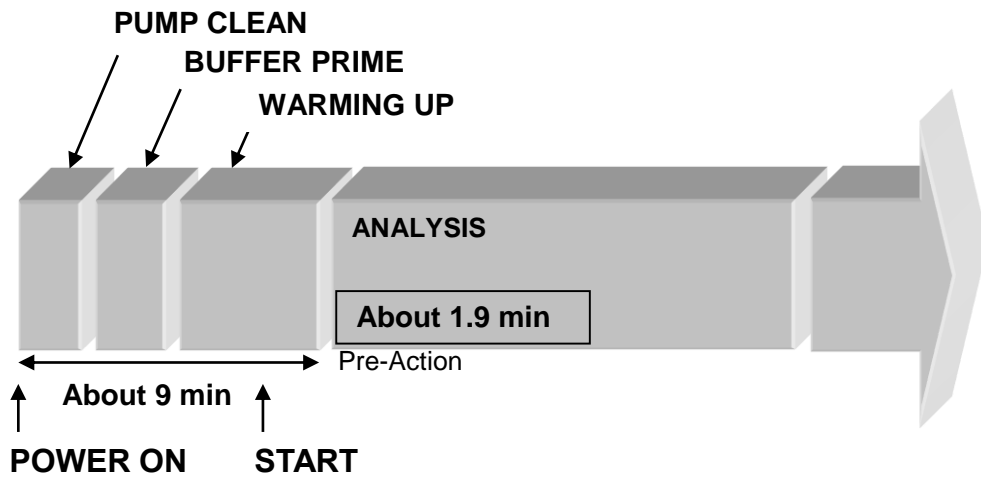 PUMP CLEAN
BUFFER PRIME
WARMING UP
ANALYSIS
About 1.9 min
Pre-Action
About 9 min
POWER ON
START